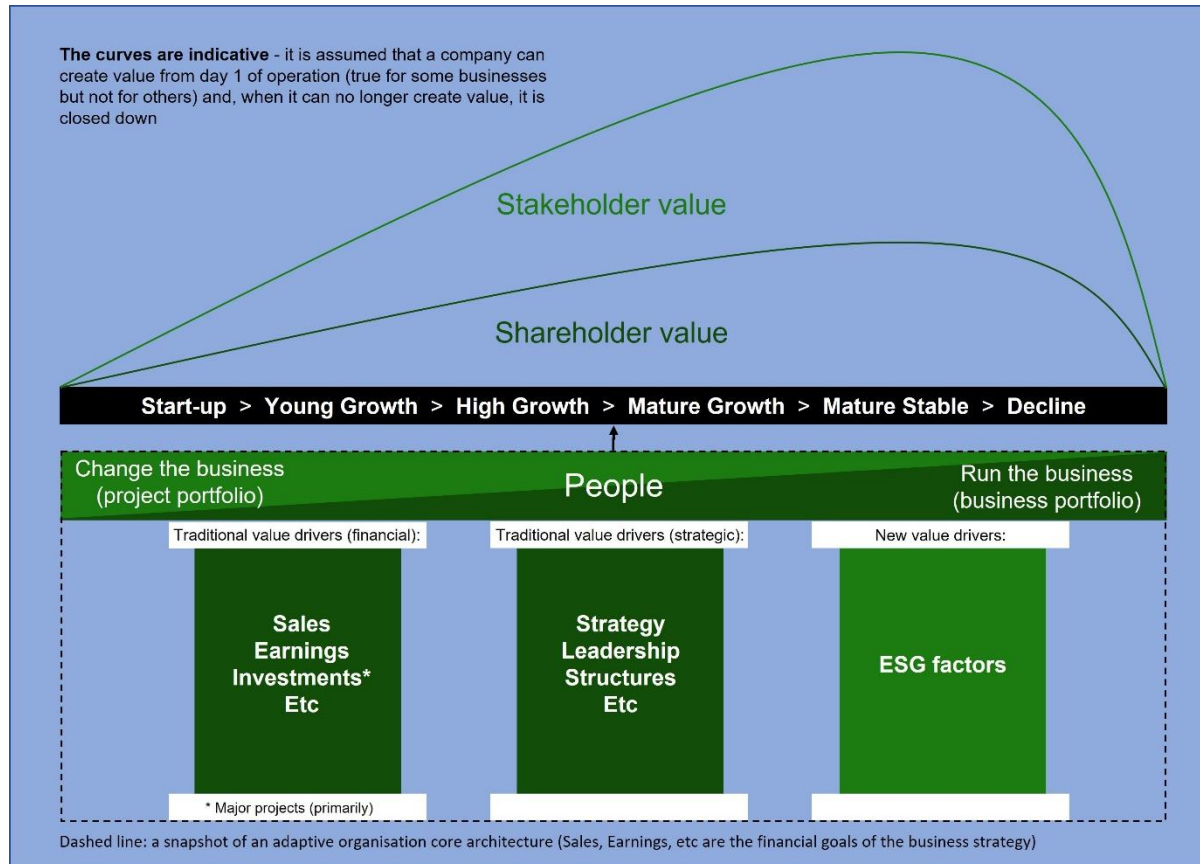 The curves are indicative - it is assumed that a company can
create value from day 1 of operation (true for some businesses
but not for others) and, when it can no longer create value, it is
closed down
Stakeholder value
Shareholder value
Start-up > Young Growth > High Growth > Mature Growth > Mature Stable > Decline
Change the business
(project portfolio)
People
Run the business
(business portfolio)
Traditional value drivers (financial):
Sales
Earnings
Investments*
Etc
* Major projects (primarily)
Traditional value drivers (strategic):
Strategy
Leadership
Structures
Etc
New value drivers:
ESG factors
Dashed line: a snapshot of an adaptive organisation core architecture (Sales, Earnings, etc are the financial goals of the business strategy)